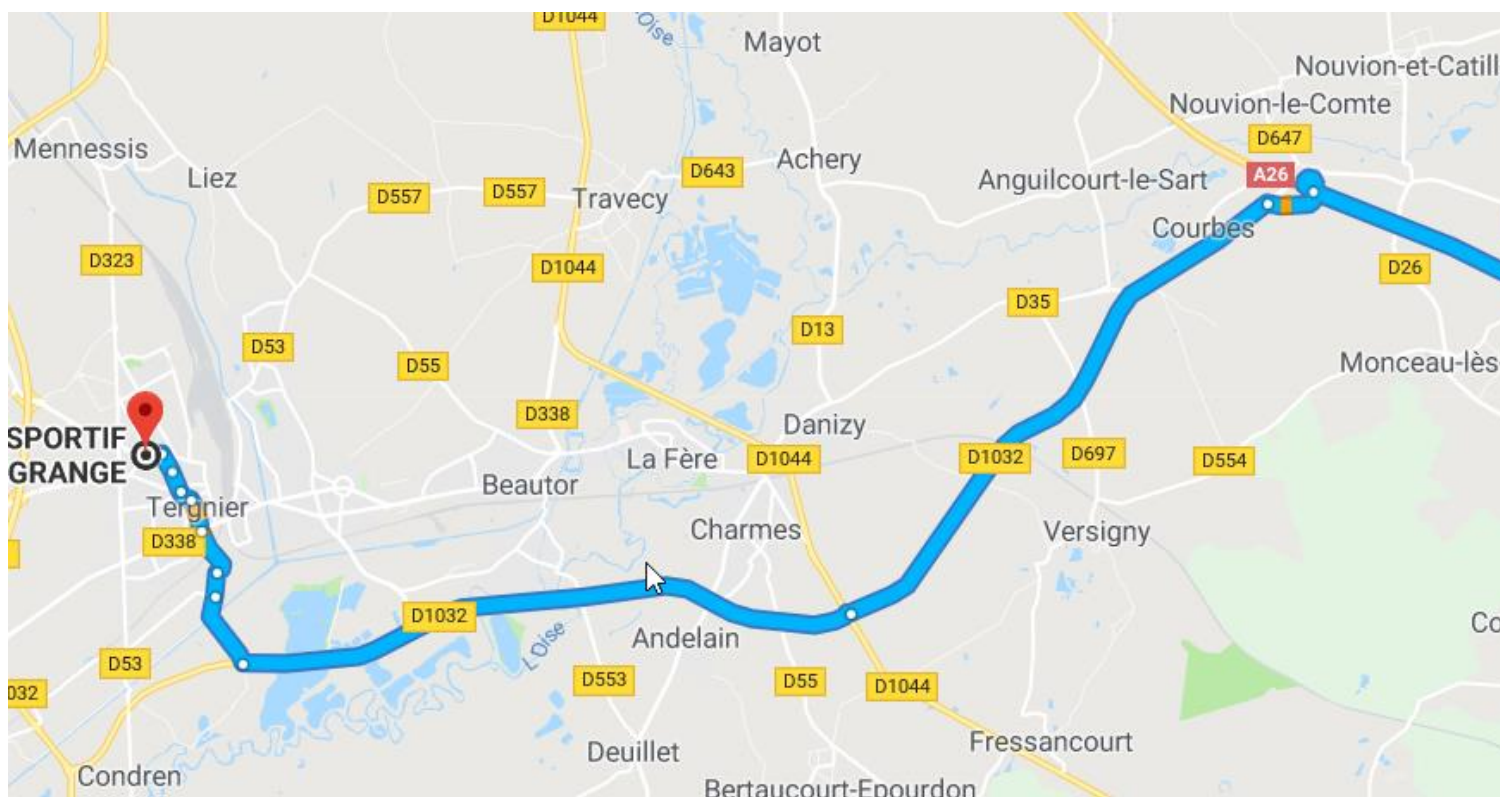 D1044
L'Oise
Mayot
Nouvion-et-Catill
Nouvion-le-Comte
D647
Mennessis
Liez
Achery
D643
A26
Anguilcourt-le-Sart
D557
D557
Travecy
Courbes
D323
D1044
D26
D35
D13
D53
D55
Monceau-lès
D338
Danizy
SPORTIF
GRANGE
La Fère
D1044
D1032
D697
D554
Beautor
Tergnier
Charmes
Versigny
D338
D1032
Andelain
Co
L'Oise
D53
D553
D55
D1044
032
Deuillet
Fressancourt
Condren
Bertaucourt-Epourdon